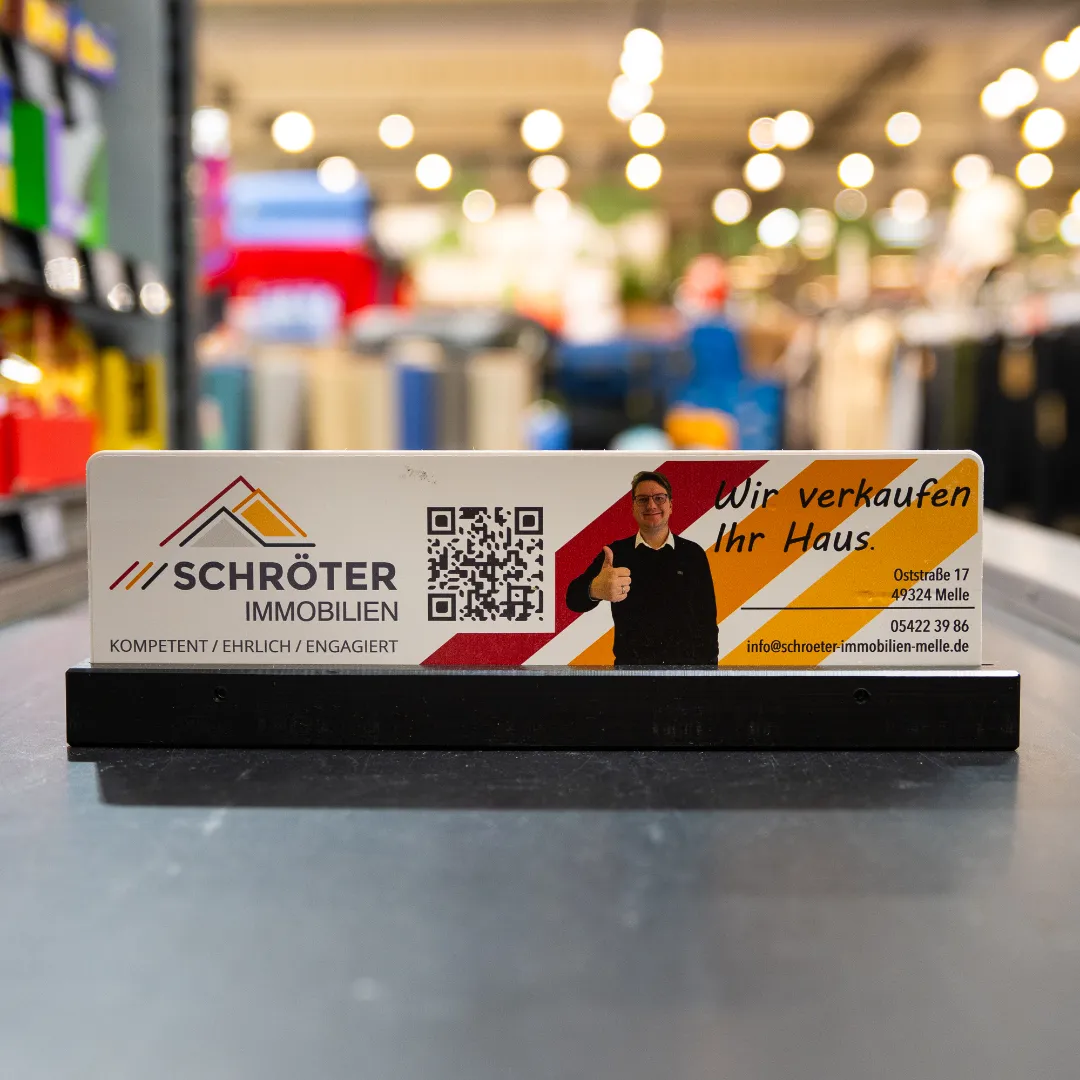 SCHRÖTER
IMMOBILIEN
KOMPETENT / EHRLICH / ENGAGIERT
Wir verkaufen
Ihr Haus.
Oststraße 17
49324 Melle
05422 39 86
info@schroeter-immobilien-melle.de